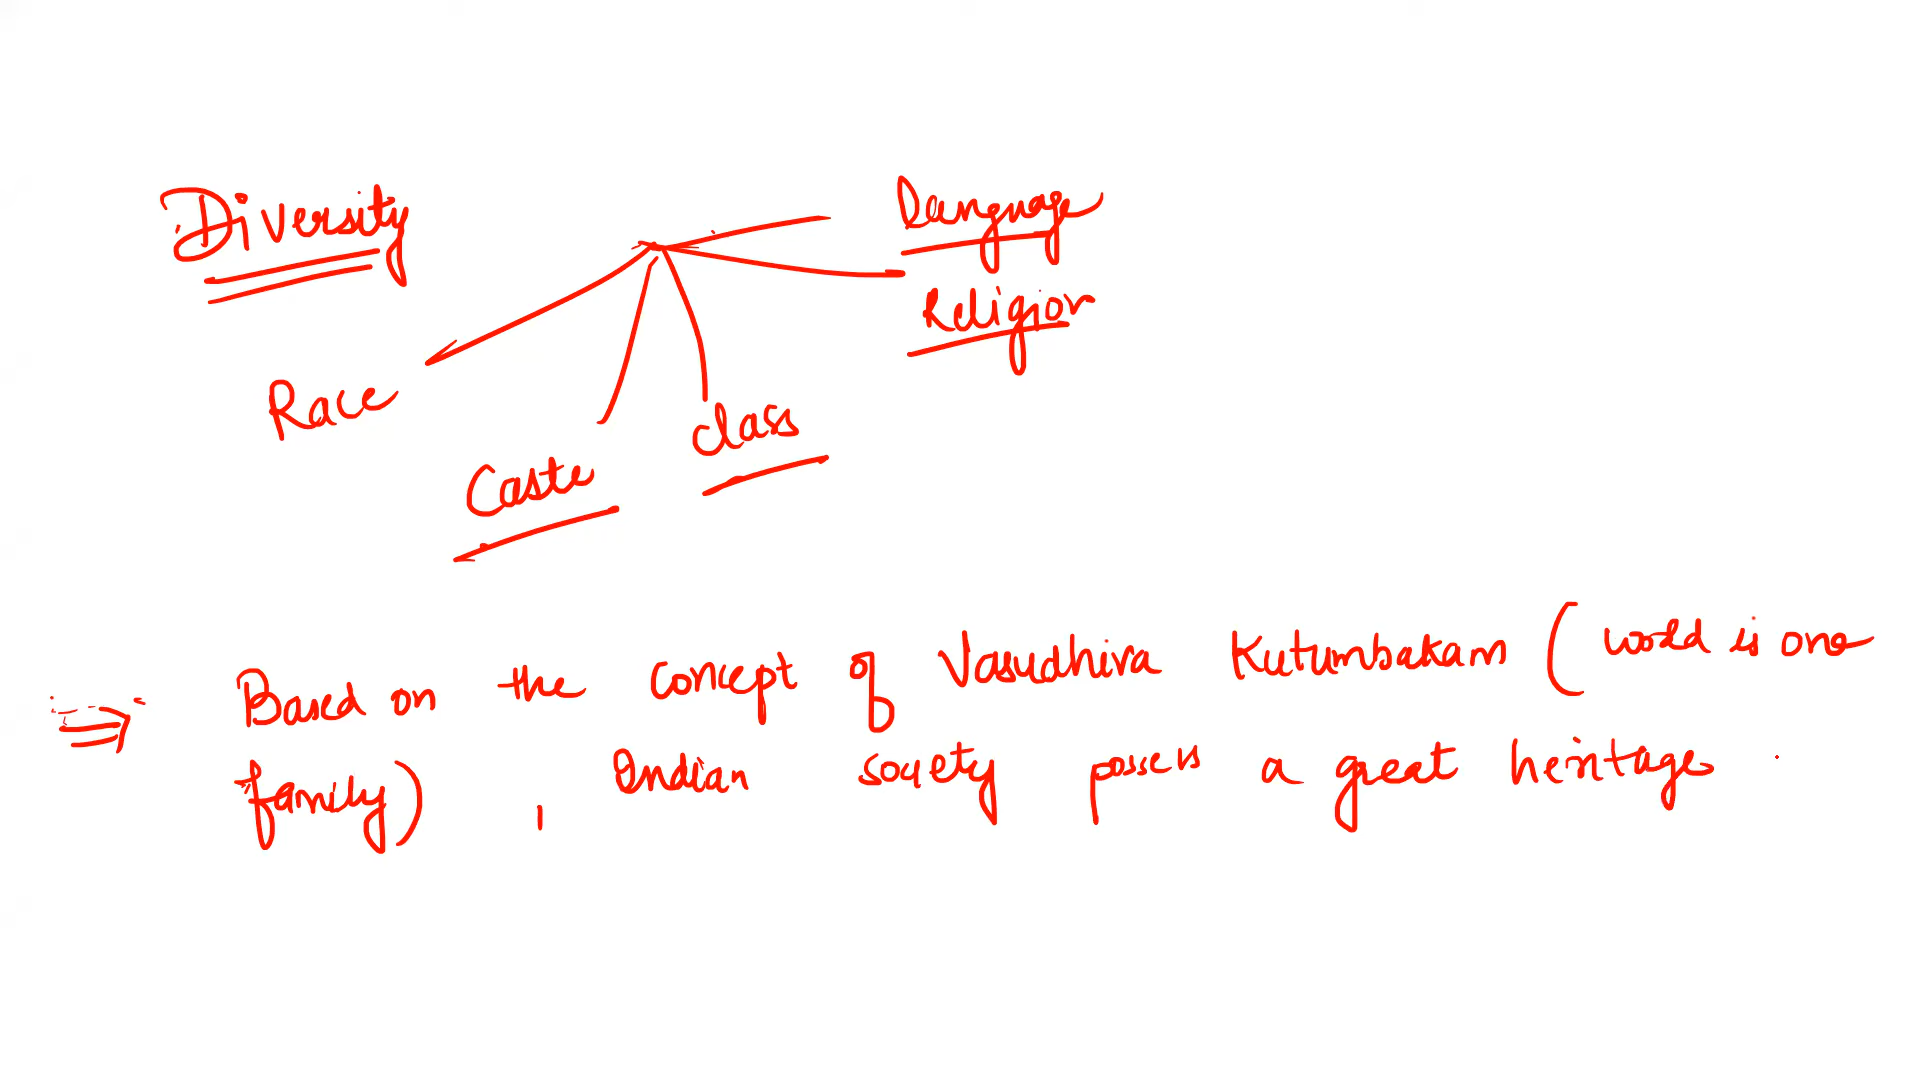 Diversity
Language
Religion
Race
Class
Caste
⇒ Based on the concept of Vasudhiva Kutumbakam (world is one
family), Indian society possess a great heritage.